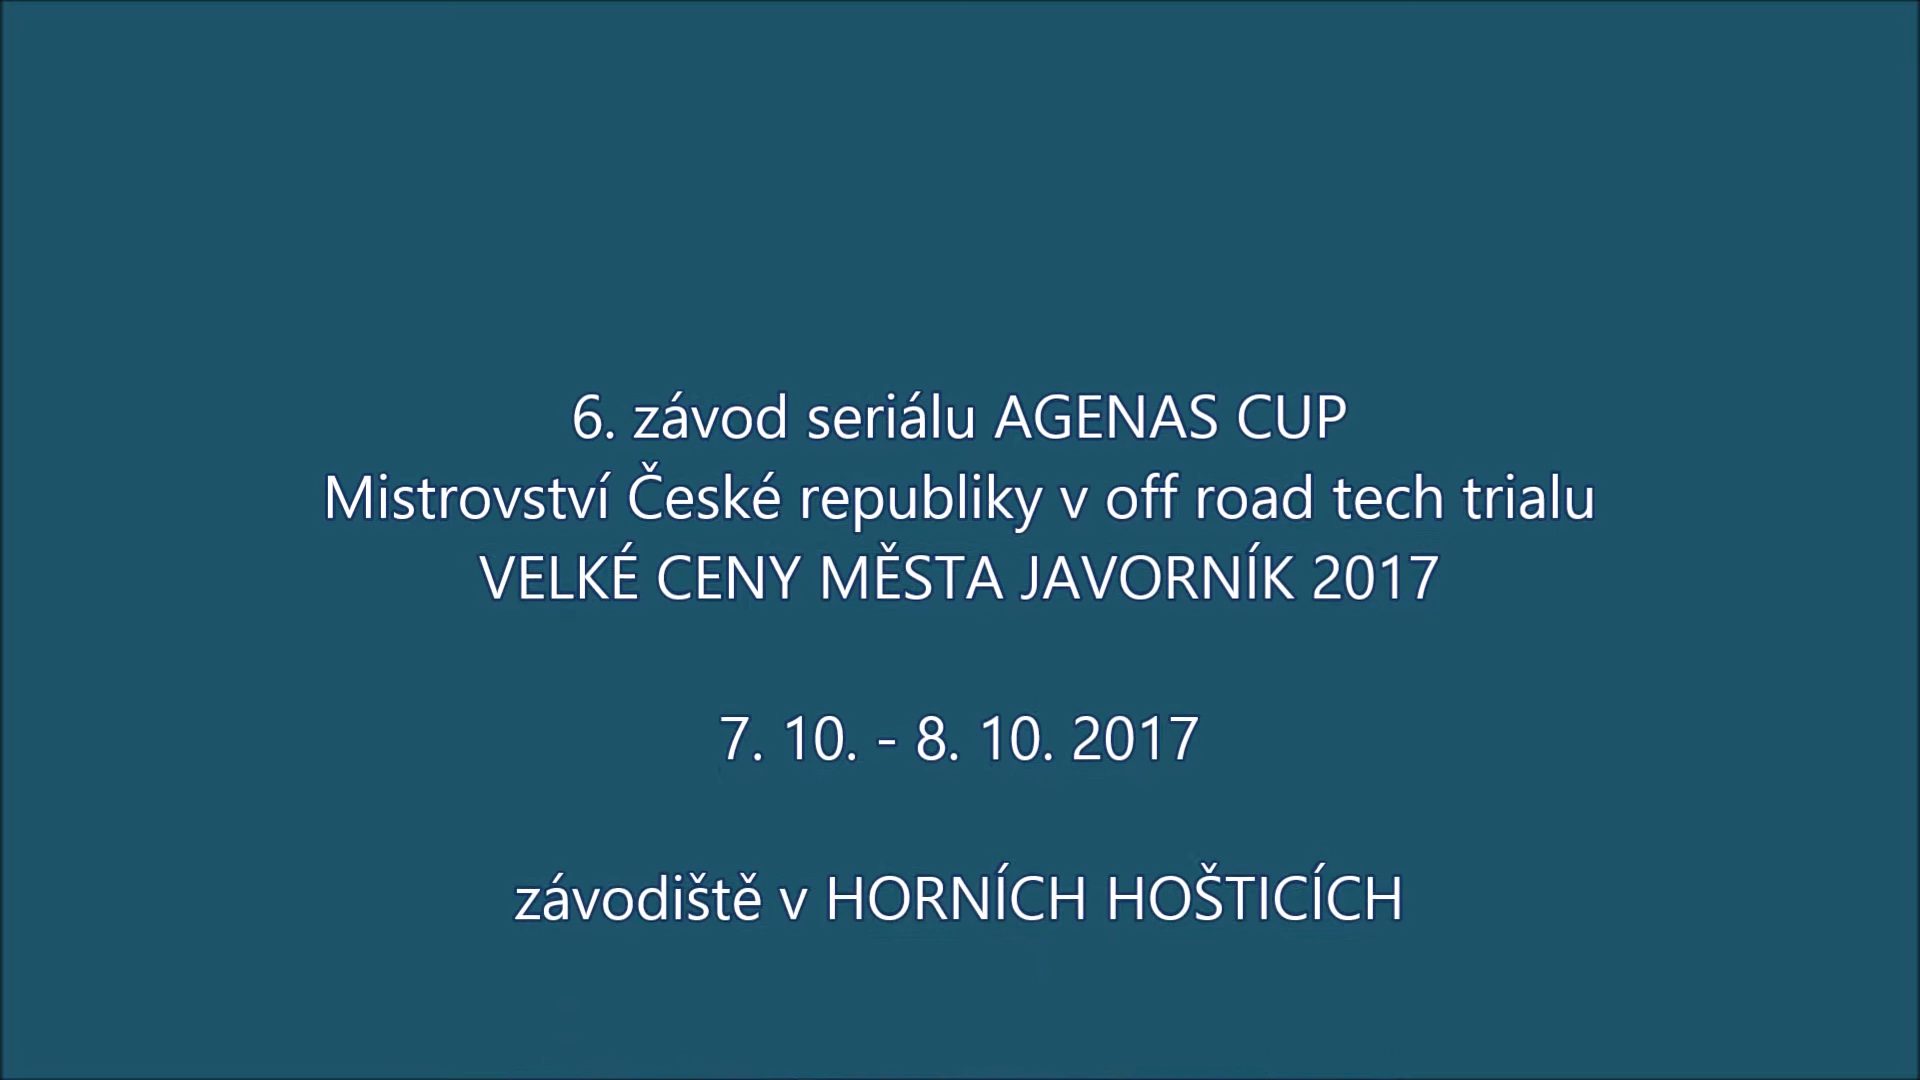 6. závod seriálu AGENAS CUP
Mistrovství České republiky v off road tech trialu
VELKÉ CENY MĚSTA JAVORNÍK 2017
7. 10. - 8. 10. 2017
závodiště v HORNÍCH HOŠTICÍCH